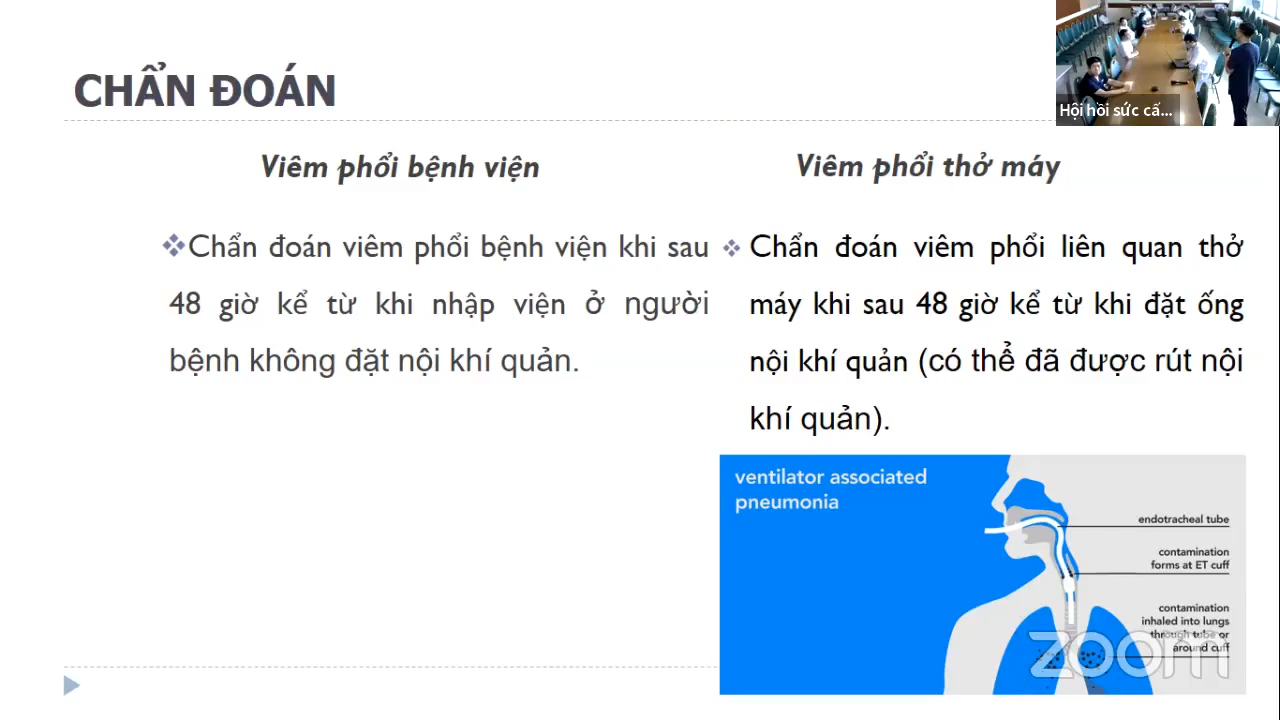 CHẨN ĐOÁN
Hội hồi sức cấ...
Viêm phổi bệnh viện
❖Chẩn đoán viêm phổi bệnh viện khi sau
48 giờ kể từ khi nhập viện ở người
bệnh không đặt nội khí quản.
Viêm phổi thở máy
❖ Chẩn đoán viêm phổi liên quan thở
máy khi sau 48 giờ kể từ khi đặt ống
nội khí quản (có thể đã được rút nội
khí quản).
ventilator associated
pneumonia
endotracheal tube
contamination
forms at ET cuff
contamination
inhaled into lungs
through tube or
around cuff
zoom